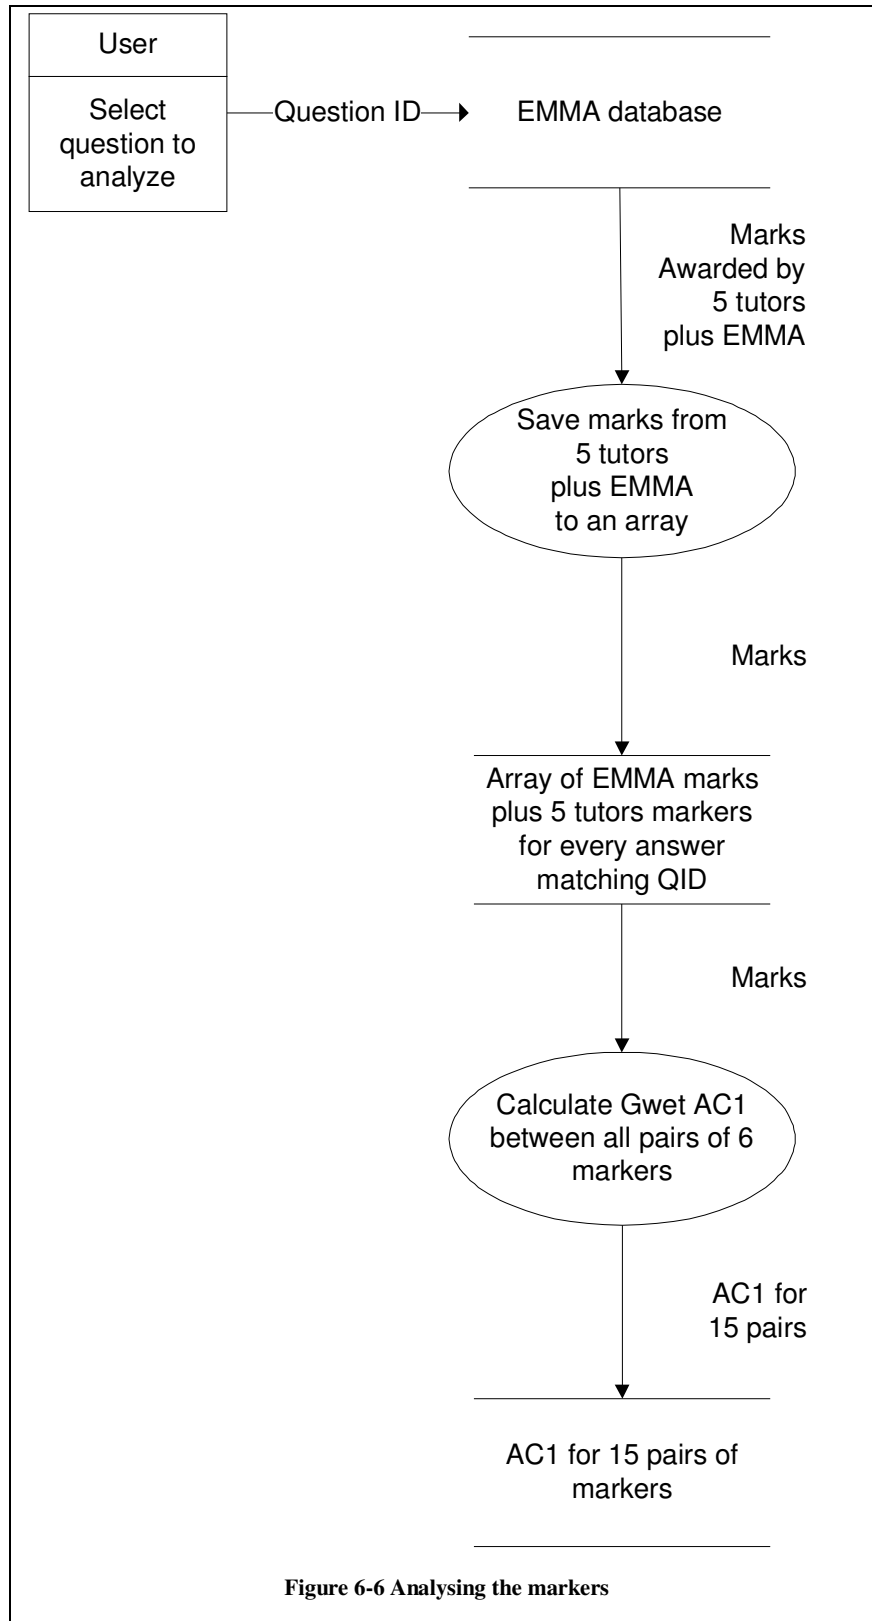 User
Select
question to
analyze
Question ID
EMMA database
Marks
Awarded by
5 tutors
plus EMMA
Save marks from
5 tutors
plus EMMA
to an array
Marks
Array of EMMA marks
plus 5 tutors markers
for every answer
matching QID
Marks
Calculate Gwet AC1
between all pairs of 6
markers
AC1 for
15 pairs
AC1 for 15 pairs of
markers
Figure 6-6 Analysing the markers